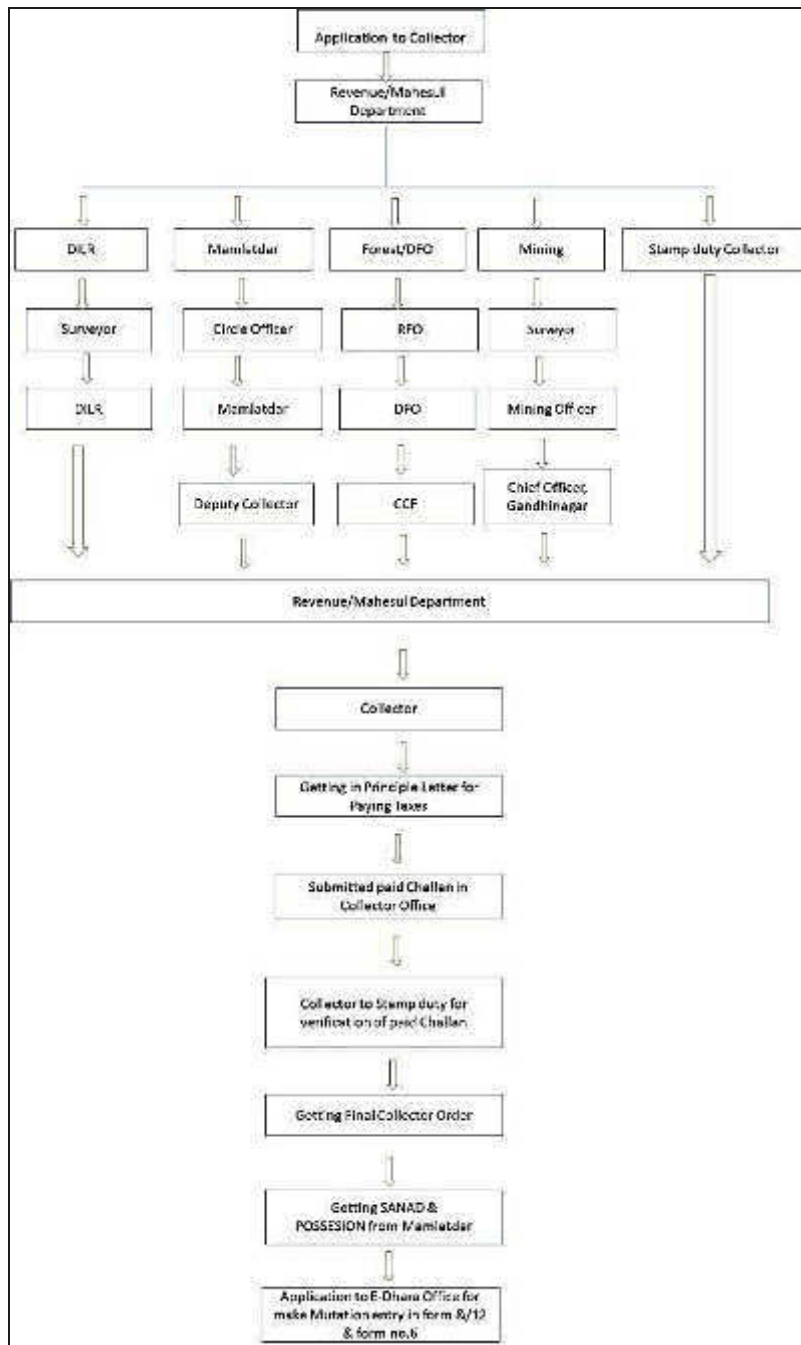 Application to Collector
Revenue/Mahesul
Department
DILR
Mamlatdar
Forest/DFO
Mining
Stamp duty Collector
Surveyor
Circle Officer
RFO
Surveyor
DILR
Mamlatdar
DFO
Mining Officer
Deputy Collector
CCF
Chief Officer,
Gandhinagar
Revenue/Mahesul Department
Collector
Getting in Principle Letter for
Paying Taxes
Submitted paid Challan in
Collector Office
Collector to Stamp duty for
verification of paid Challan
Getting Final Collector Order
Getting SANAD &
POSSESION from Mamlatdar
Application to E-Dhara Office for
make Mutation entry in form &/12
& form no.6